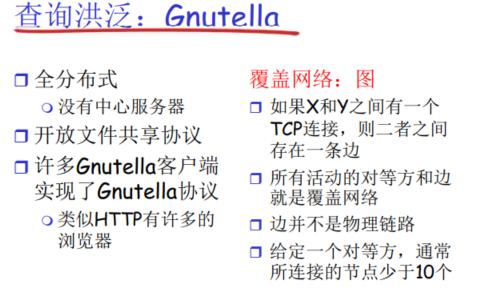 查询洪泛：Gnutella
全分布式
没有中心服务器
开放文件共享协议
许多Gnutella客户端
实现了Gnutella协议
类似HTTP有许多的
浏览器
覆盖网络：图
如果X和Y之间有一个
TCP连接，则二者之间
存在一条边
所有活动的对等方和边
就是覆盖网络
边并不是物理链路
给定一个对等方，通常
所连接的节点少于10个